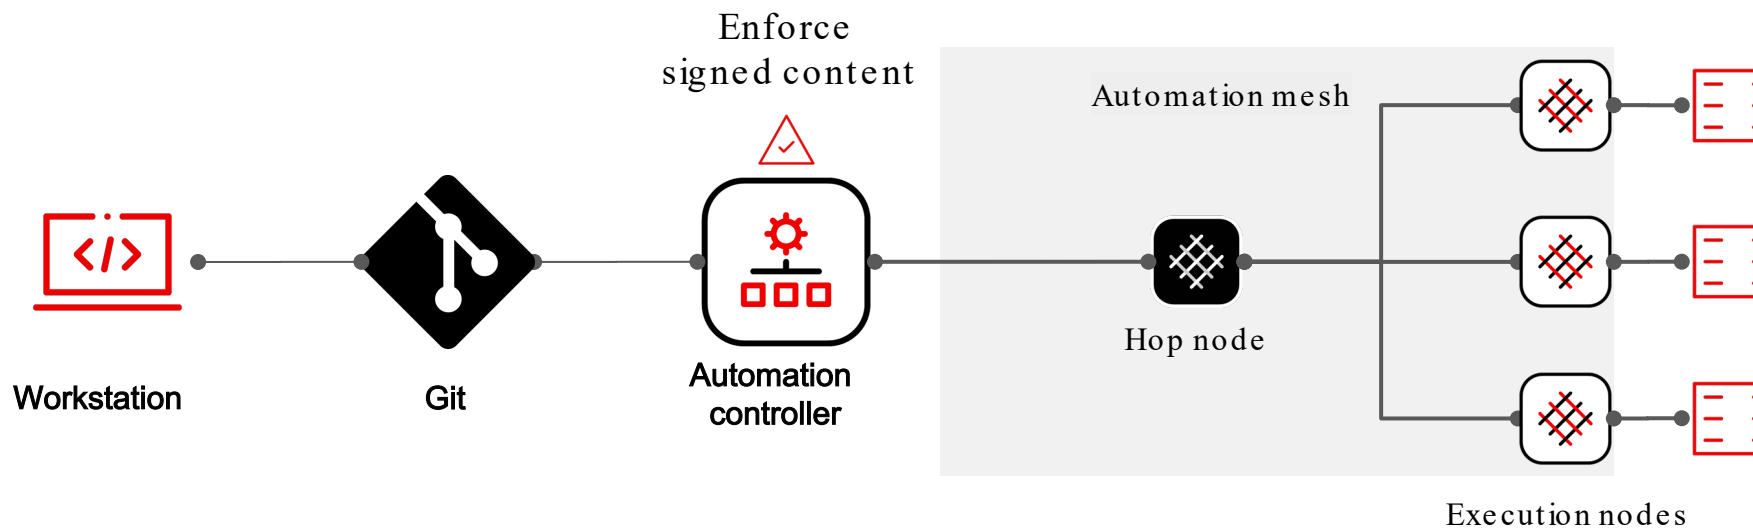 Enforce
signed content
Automation mesh
Hop node
Workstation
Git
Automation
controller
Execution nodes